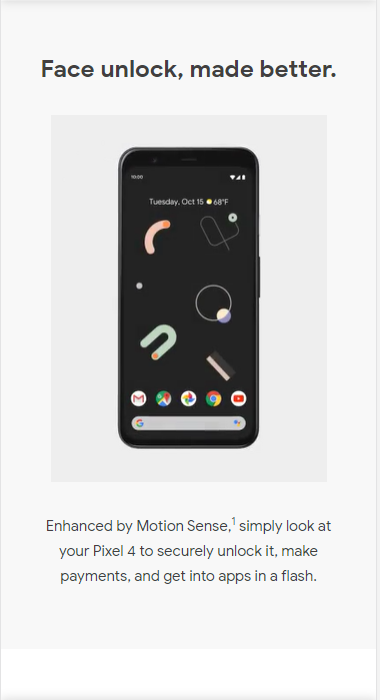 Face unlock, made better.
10:00
Tuesday, Oct 15 68°F
Enhanced by Motion Sense,1 simply look at
your Pixel 4 to securely unlock it, make
payments, and get into apps in a flash.